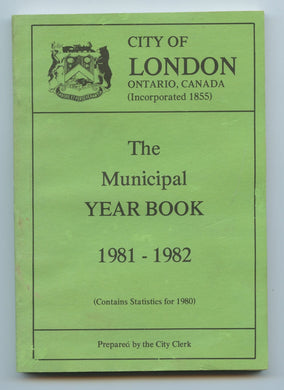 CITY OF
LONDON
ONTARIO, CANADA
(Incorporated 1855)
The
Municipal
YEAR BOOK
1981 - 1982
(Contains Statistics for 1980)
Prepared by the City Clerk